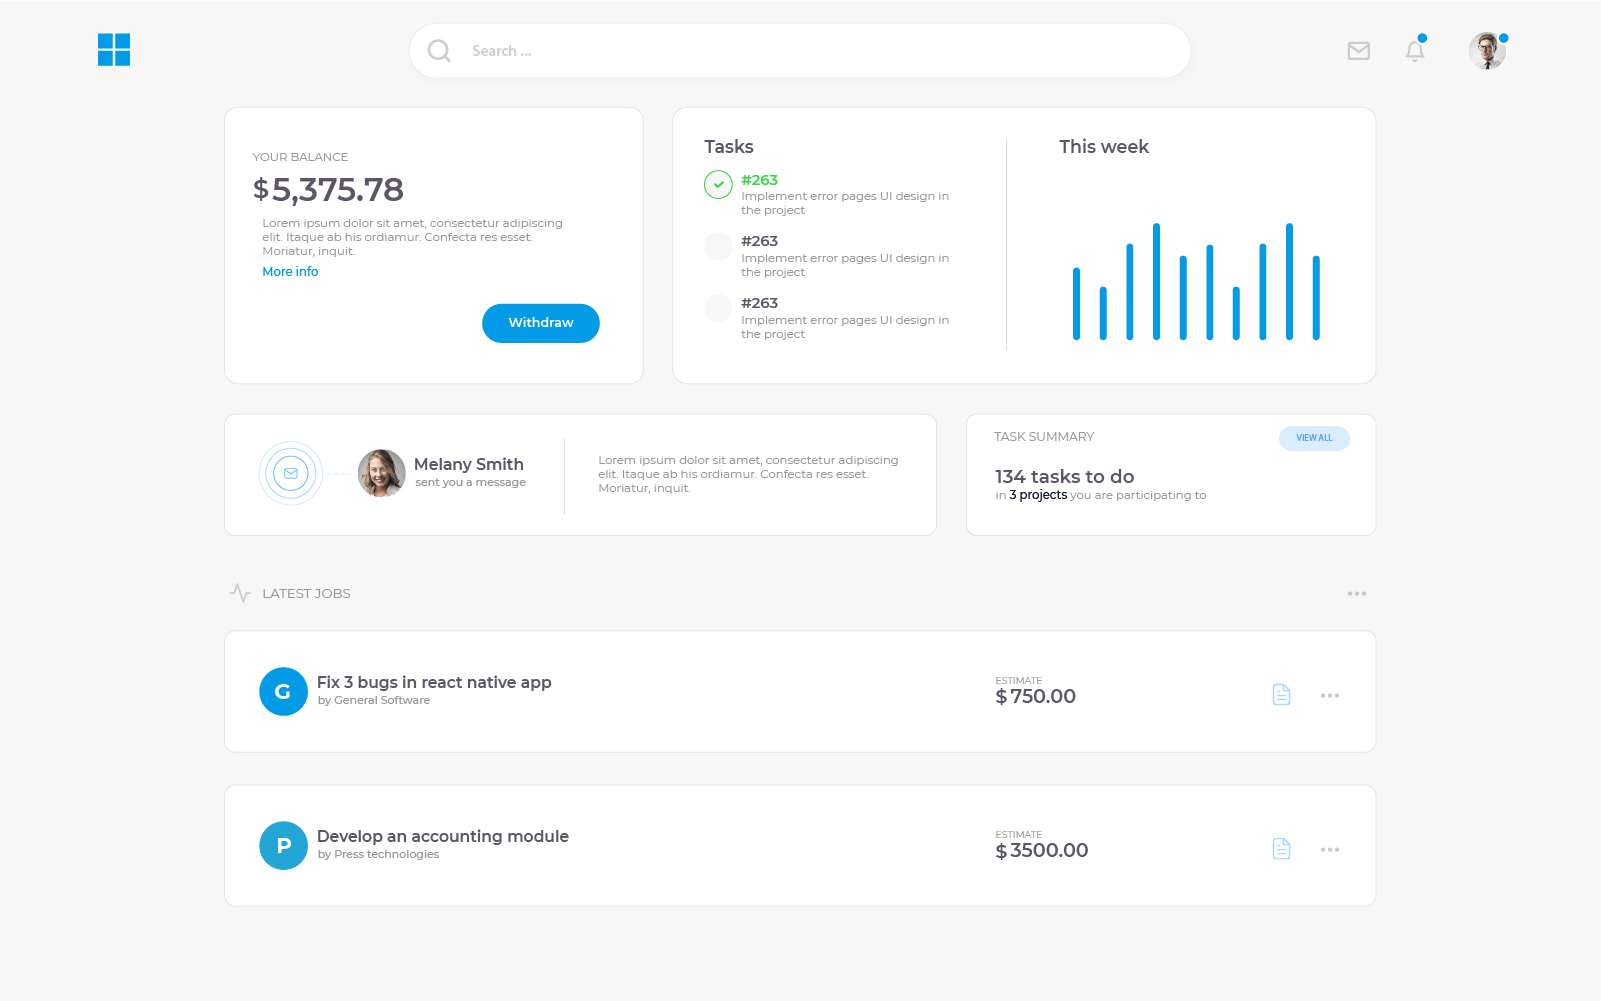 Search ...
YOUR BALANCE
$5,375.78
Lorem ipsum dolor sit amet, consectetur adipiscing
elit. Itaque ab his ordiamur. Confecta res esset.
Moriatur, inquit.
More info
Withdraw
Tasks
#263
Implement error pages UI design in
the project
#263
Implement error pages UI design in
the project
#263
Implement error pages UI design in
the project
This week
Melany Smith
sent you a message
Lorem ipsum dolor sit amet, consectetur adipiscing
elit. Itaque ab his ordiamur. Confecta res esset.
Moriatur, inquit.
TASK SUMMARY
VIEW ALL
134 tasks to do
in 3 projects you are participating to
LATEST JOBS
G
Fix 3 bugs in react native app
by General Software
ESTIMATE
$750.00
P
Develop an accounting module
by Press technologies
ESTIMATE
$3500.00